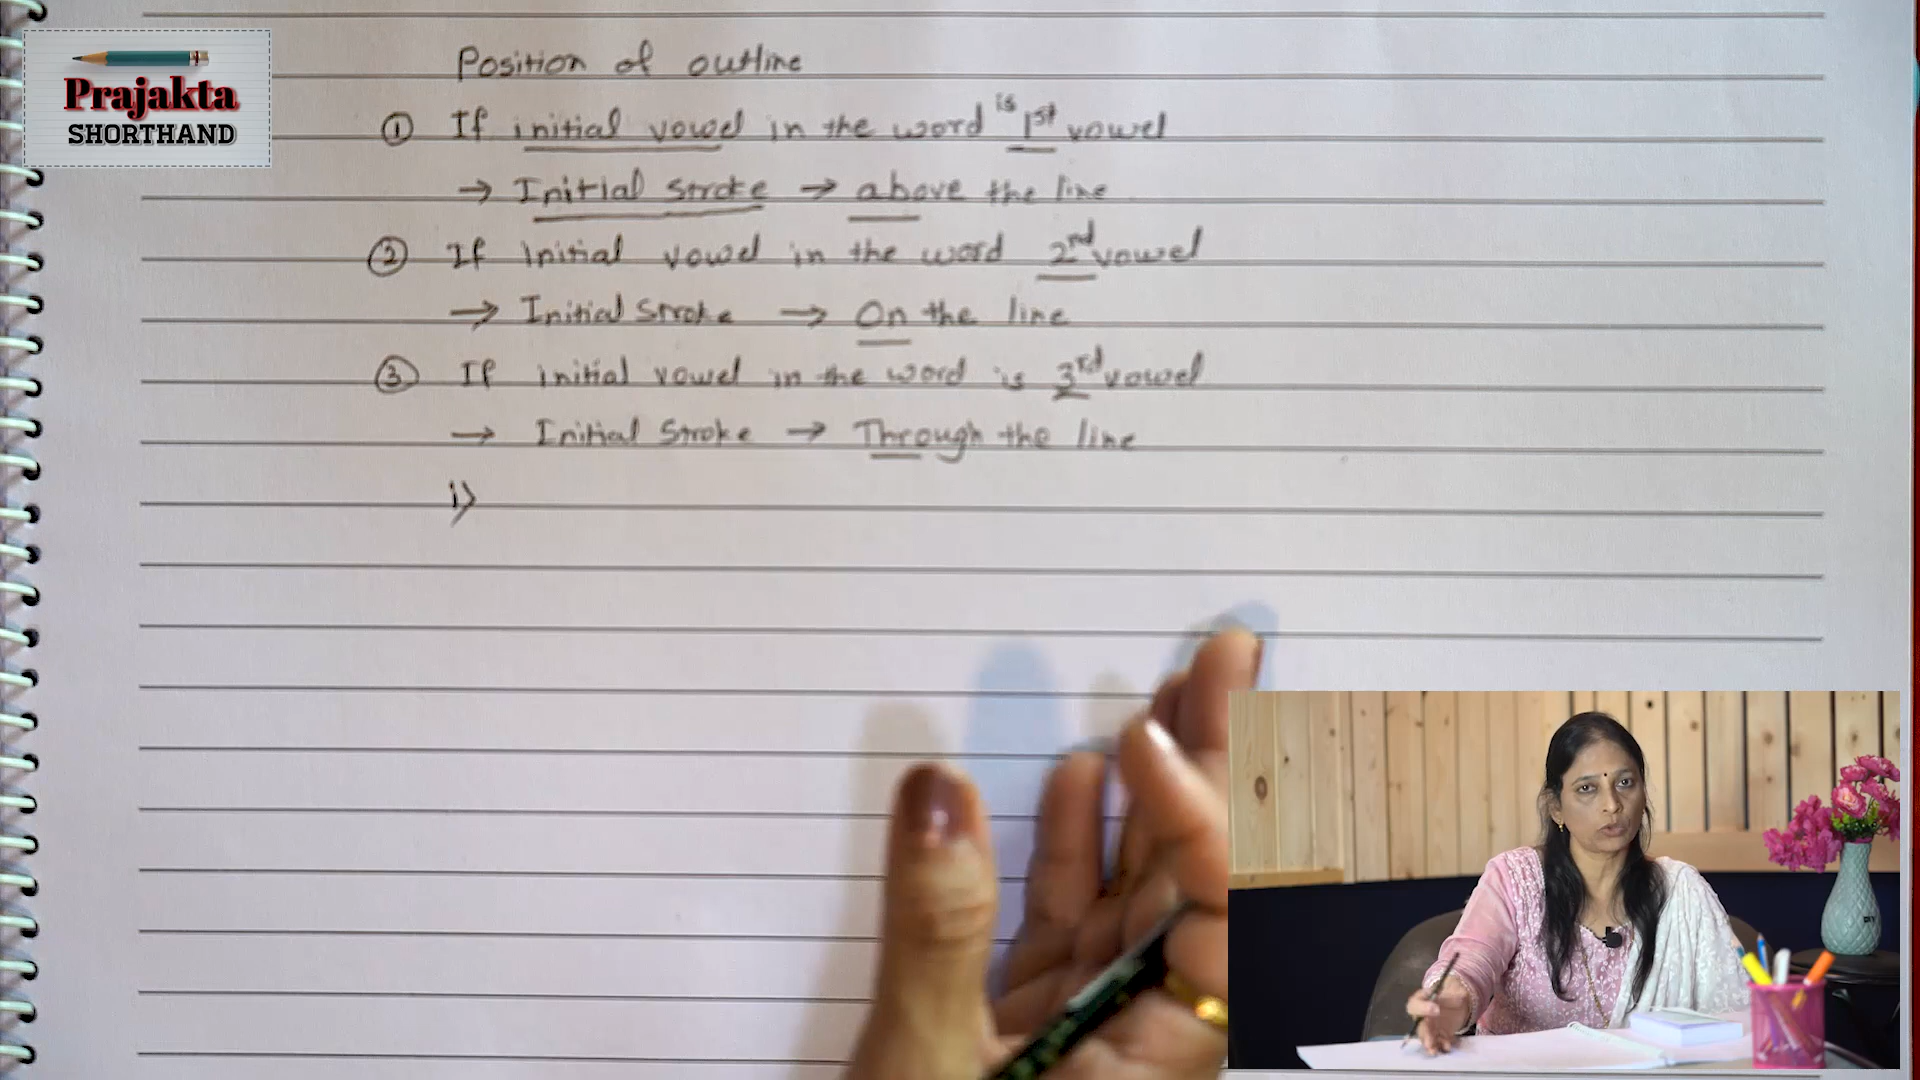 Prajakta
SHORTHAND
Position of outline
① If initial vowel in the word is 1st vowel
→ Initial Stroke → above the line
② If initial vowel in the word 2nd vowel
→ Initial Stroke → On the line
③ If initial vowel in the word is 3rd vowel
→ Initial Stroke → Through the line
i)